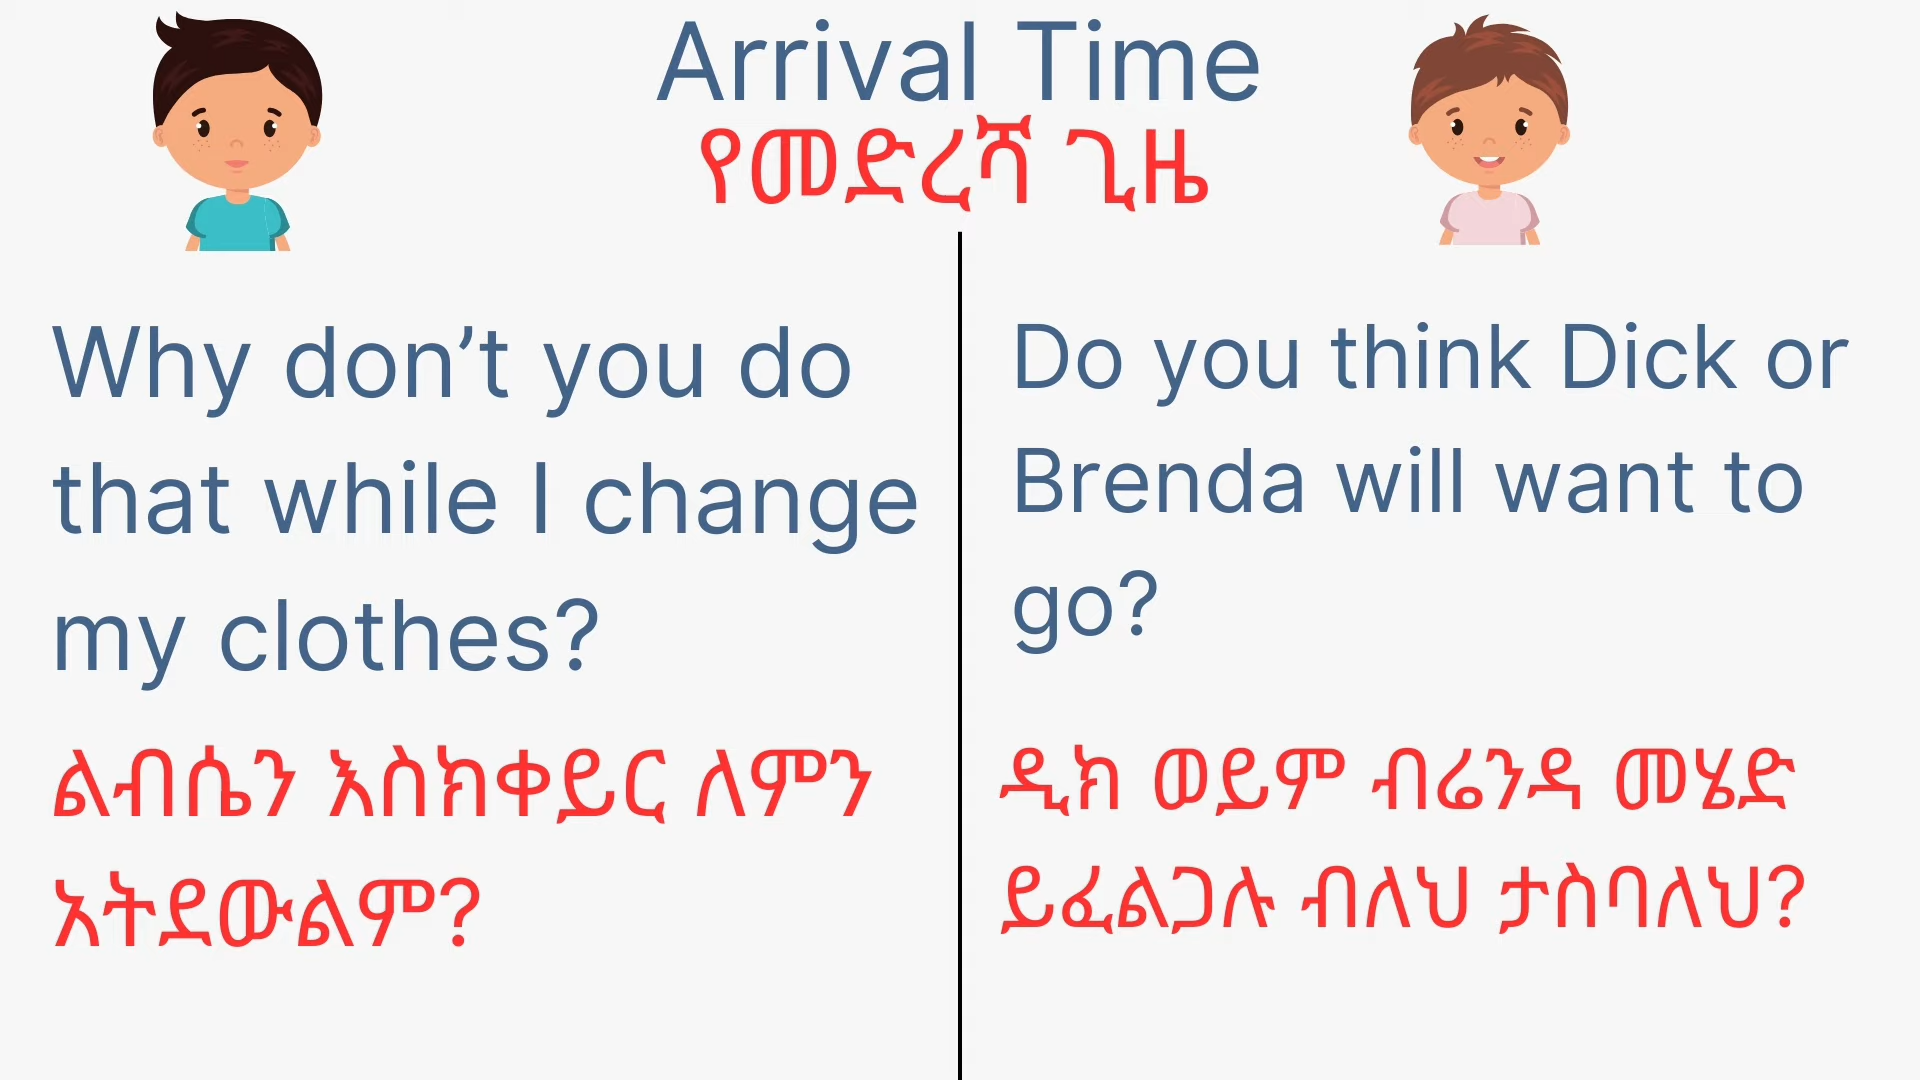 Arrival Time
የመድረሻ ጊዜ
Why don’t you do
that while I change
my clothes?
ልብሴን እስክቀይር ለምን
አትደውልም?
Do you think Dick or
Brenda will want to
go?
ዲክ ወይም ብሬንዳ መሄድ
ይፈልጋሉ ብለህ ታስባለህ?